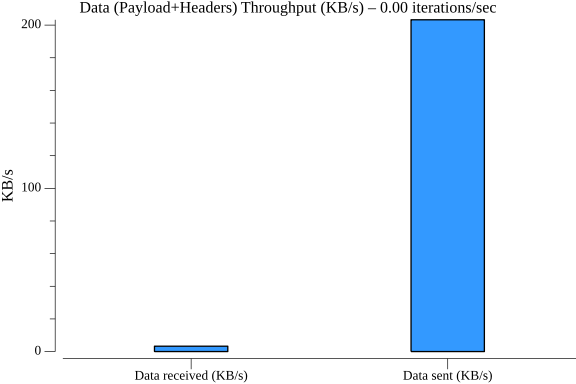 Data (Payload+Headers) Throughput (KB/s) – 0.00 iterations/sec
KB/s
200
100
0
Data received (KB/s)
Data sent (KB/s)